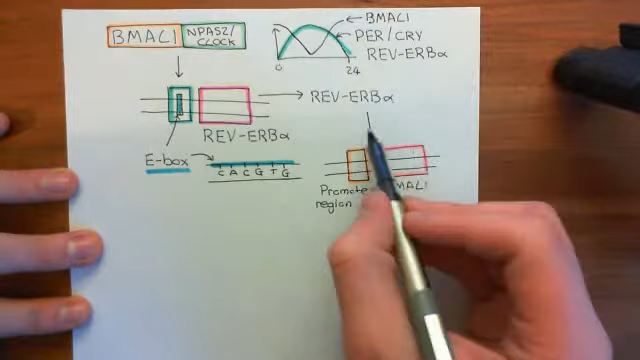 BMAL1 NPAS2/
CLOCK
BMAL1
PER/CRY
REV-ERBα
0 24
REV-ERBα
REV-ERBα
E-box
CACGTG
Promote
region
MAL1